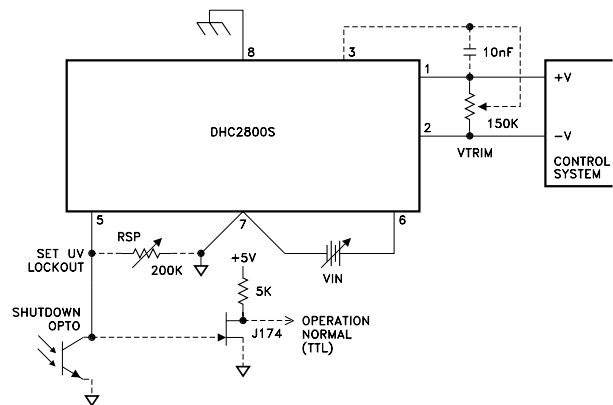 8
3
10nF
1
+V
DHC2800S
150K
2
-V
VTRIM
CONTROL
SYSTEM
5
7
6
RSP
SET UV
LOCKOUT
200K
+5V
VIN
5K
SHUTDOWN
OPTO
OPERATION
NORMAL
(TTL)
J174